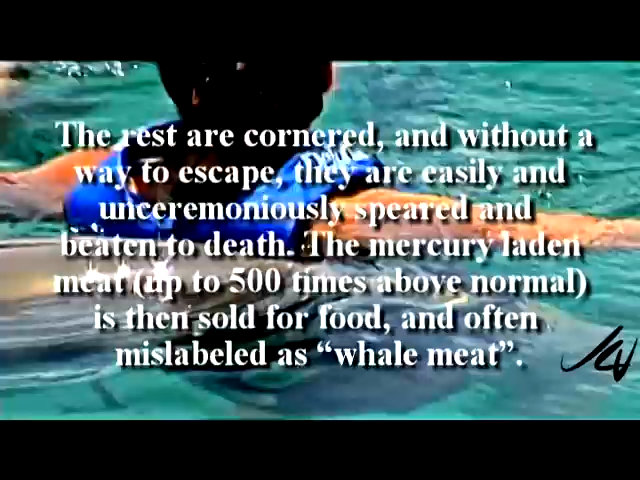 The rest are cornered, and without a
way to escape, they are easily and
unceremoniously speared and
beaten to death. The mercury laden
meat (up to 500 times above normal)
is then sold for food, and often
mislabeled as “whale meat”.